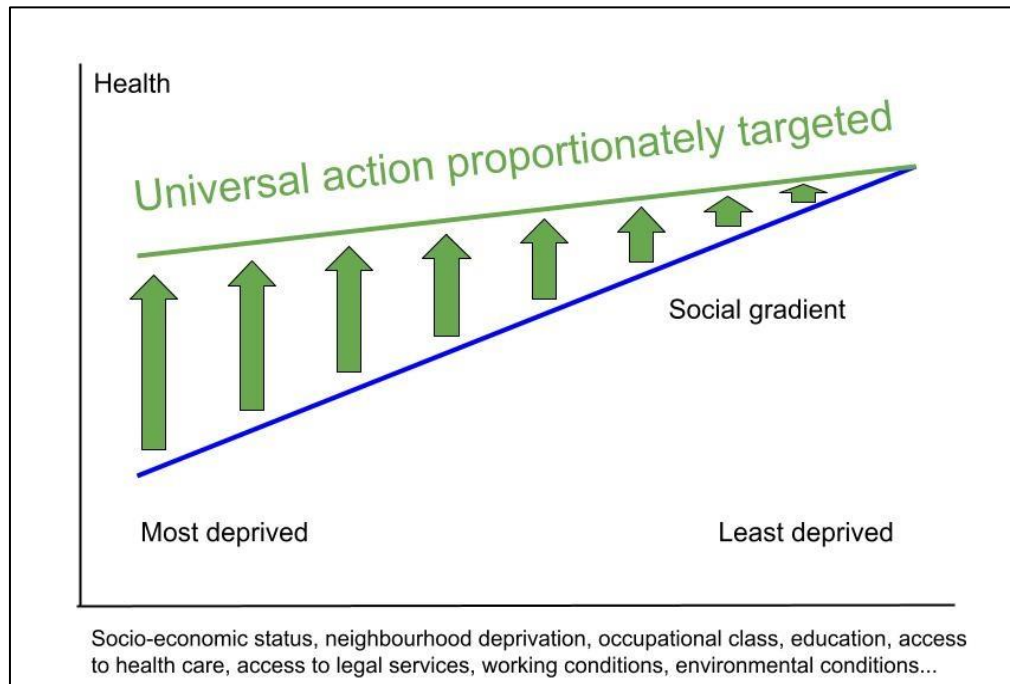 Health
Universal action proportionately targeted
Social gradient
Most deprived
Least deprived
Socio-economic status, neighbourhood deprivation, occupational class, education, access
to health care, access to legal services, working conditions, environmental conditions...